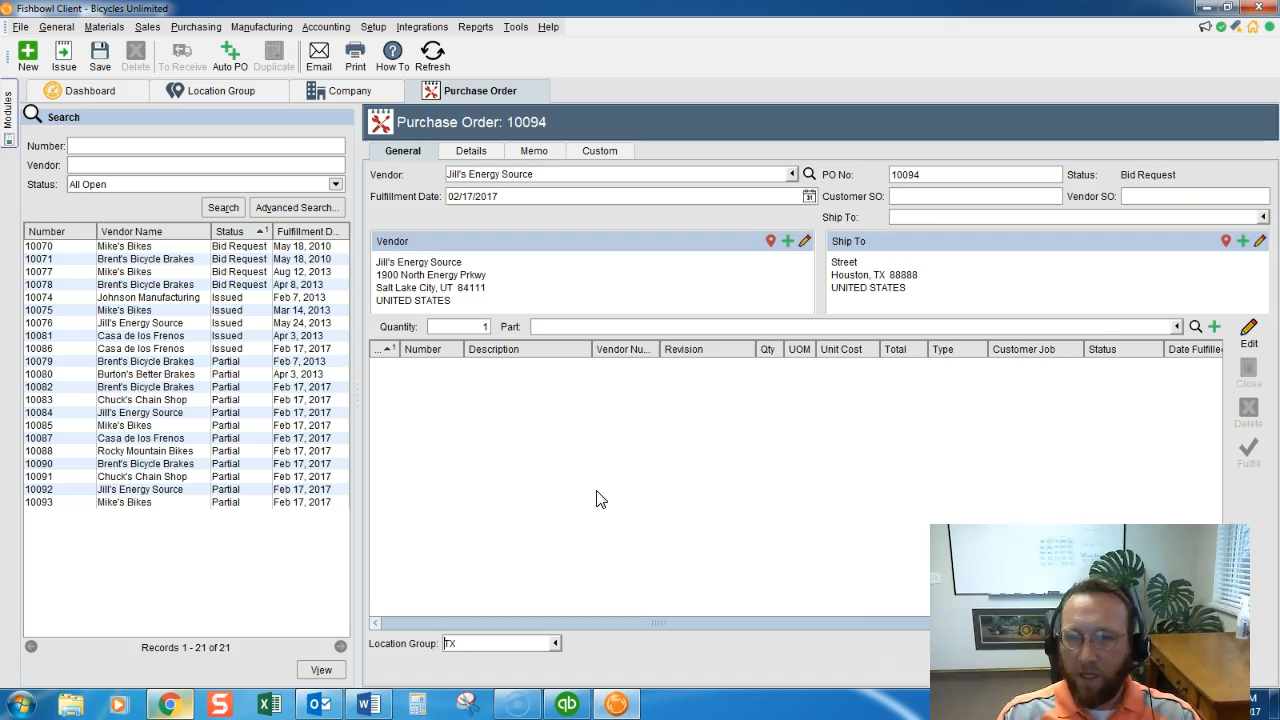 Fishbowl Client - Bicycles Unlimited
File General Materials Sales Purchasing Manufacturing Accounting Setup Integrations Reports Tools Help
New Issue Save Delete To Receive Auto PO Duplicate Email Print How To Refresh
Dashboard Location Group Company Purchase Order
Modules
Search
Number:
Vendor:
Status: All Open
Search Advanced Search...
Number Vendor Name Status 1 Fulfillment D...
10070 Mike's Bikes Bid Request May 18, 2010
10071 Brent's Bicycle Brakes Bid Request May 18, 2010
10077 Mike's Bikes Bid Request Aug 12, 2013
10078 Brent's Bicycle Brakes Bid Request Apr 8, 2013
10074 Johnson Manufacturing Issued Feb 7, 2013
10075 Mike's Bikes Issued Mar 14, 2013
10076 Jill's Energy Source Issued May 24, 2013
10081 Casa de los Frenos Issued Apr 3, 2013
10086 Casa de los Frenos Issued Feb 17, 2017
10079 Brent's Bicycle Brakes Partial Feb 7, 2013
10080 Burton's Better Brakes Partial Apr 3, 2013
10082 Brent's Bicycle Brakes Partial Feb 17, 2017
10083 Chuck's Chain Shop Partial Feb 17, 2017
10084 Jill's Energy Source Partial Feb 17, 2017
10085 Mike's Bikes Partial Feb 17, 2017
10087 Casa de los Frenos Partial Feb 17, 2017
10088 Rocky Mountain Bikes Partial Feb 17, 2017
10090 Brent's Bicycle Brakes Partial Feb 17, 2017
10091 Chuck's Chain Shop Partial Feb 17, 2017
10092 Jill's Energy Source Partial Feb 17, 2017
10093 Mike's Bikes Partial Feb 17, 2017
Records 1 - 21 of 21
View
Purchase Order: 10094
General Details Memo Custom
Vendor: Jill's Energy Source PO No: 10094 Status: Bid Request
Fulfillment Date: 02/17/2017 31 Customer SO: Vendor SO:
Ship To:
Vendor
Jill's Energy Source
1900 North Energy Prkwy
Salt Lake City, UT 84111
UNITED STATES
Ship To
Street
Houston, TX 88888
UNITED STATES
Quantity: 1 Part:
... 1 Number Description Vendor Nu... Revision Qty UOM Unit Cost Total Type Customer Job Status Date Fulfille
Edit
Close
Delete
Fulfill
Location Group: TX
S W qb